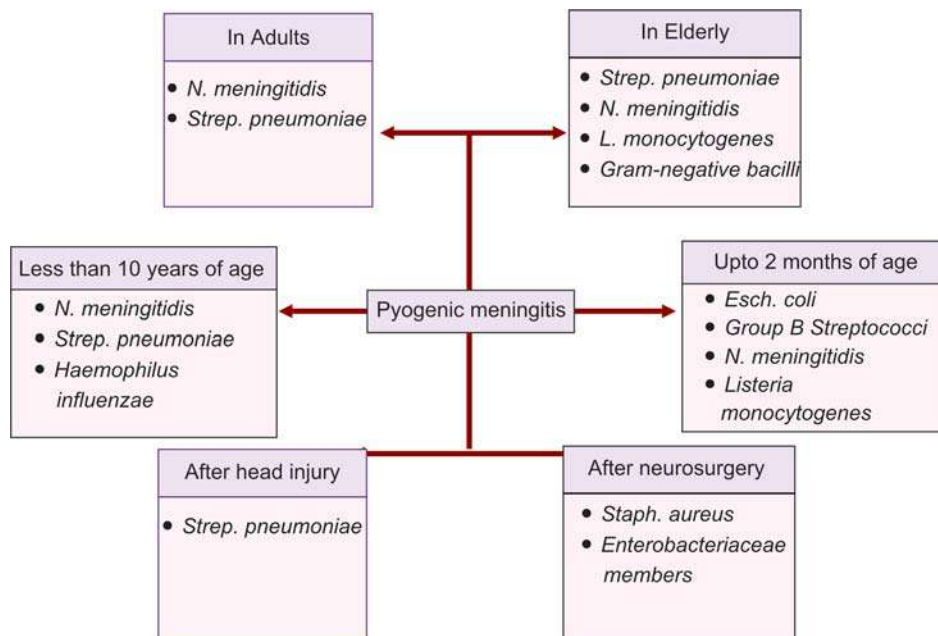 In Adults
• N. meningitidis
• Strep. pneumoniae
In Elderly
• Strep. pneumoniae
• N. meningitidis
• L. monocytogenes
• Gram-negative bacilli
Less than 10 years of age
• N. meningitidis
• Strep. pneumoniae
• Haemophilus
influenzae
Pyogenic meningitis
Upto 2 months of age
• Esch. coli
• Group B Streptococci
• N. meningitidis
• Listeria
monocytogenes
After head injury
• Strep. pneumoniae
After neurosurgery
• Staph. aureus
• Enterobacteriaceae
members